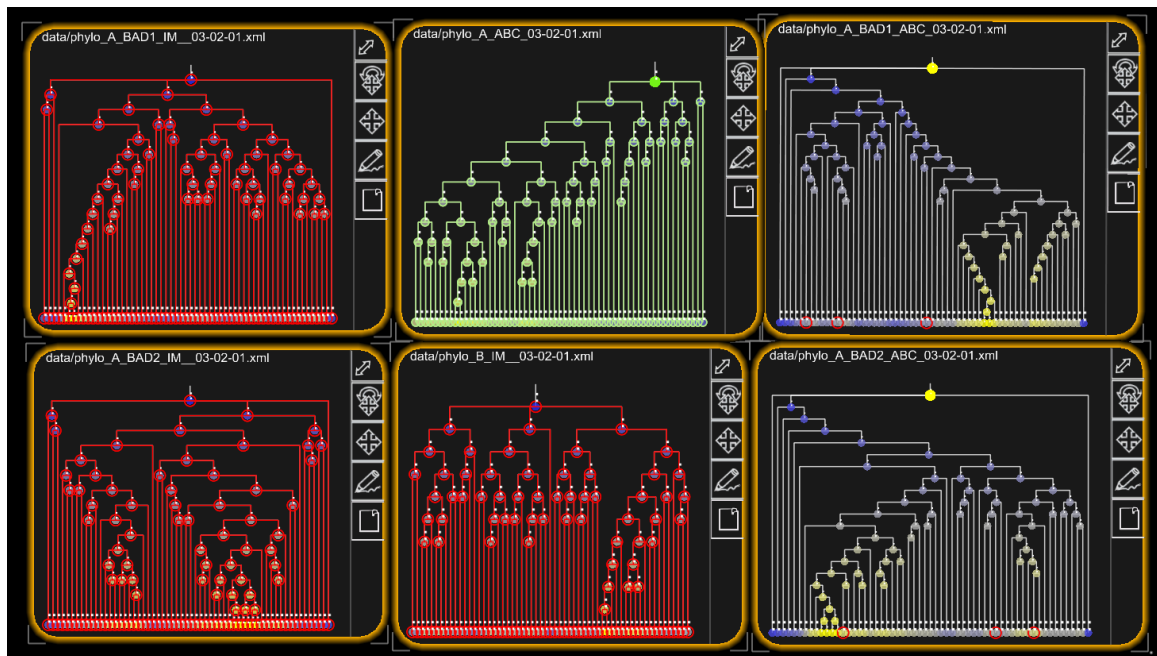 data/phylo_A_BAD1_IM__03-02-01.xml
data/phylo_A_ABC_03-02-01.xml
data/phylo_A_BAD1_ABC_03-02-01.xml
data/phylo_A_BAD2_IM__03-02-01.xml
data/phylo_B_IM__03-02-01.xml
data/phylo_A_BAD2_ABC_03-02-01.xml